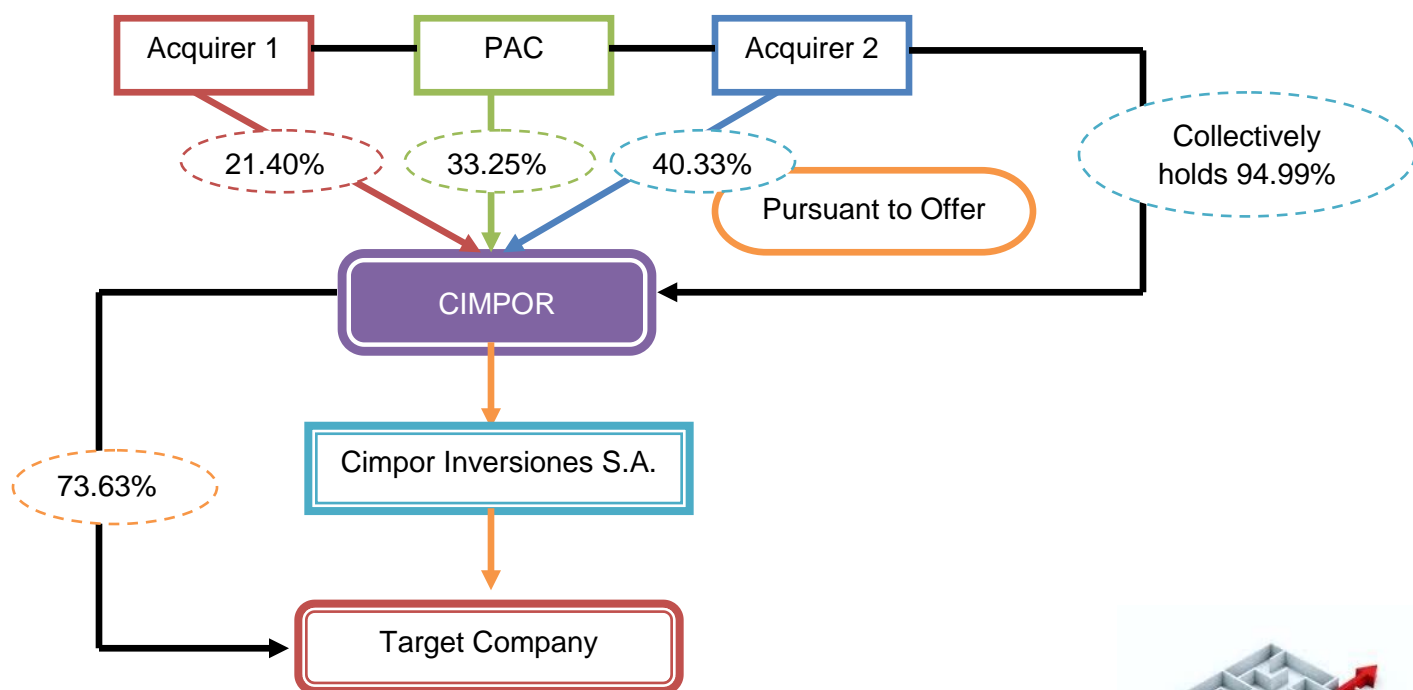 Acquirer 1
PAC
Acquirer 2
21.40%
33.25%
40.33%
Collectively
holds 94.99%
Pursuant to Offer
CIMPOR
Cimpor Inversiones S.A.
73.63%
Target Company